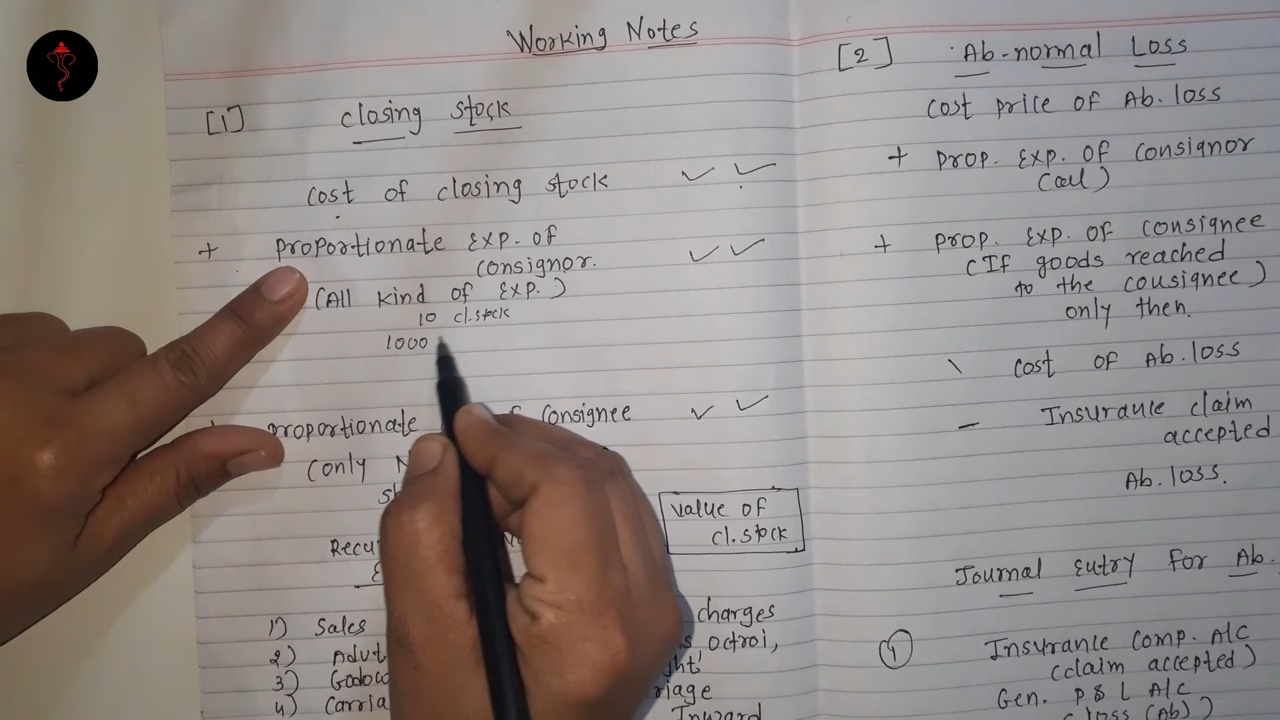 Working Notes
[1] closing stock
cost of closing stock
+ proportionate Exp. of
consignor.
(All kind of Exp.)
10 cl.stock
1000
proportionate of consignee
(only
value of
cl.stock
1) Sales charges
2) octroi,
3)
4)
Inward
[2] Ab-normal Loss
cost price of Ab. loss
+ prop. Exp. of consignor
(all)
+ prop. Exp. of consignee
(If goods reached
to the cousignee)
only then.
\ cost of Ab. loss
- Insurance claim
accepted
Ab. loss.
Journal Entry for Ab.
① Insurance comp. A/c
(claim accepted)
Gen. P & L A/c
(loss (Ab))